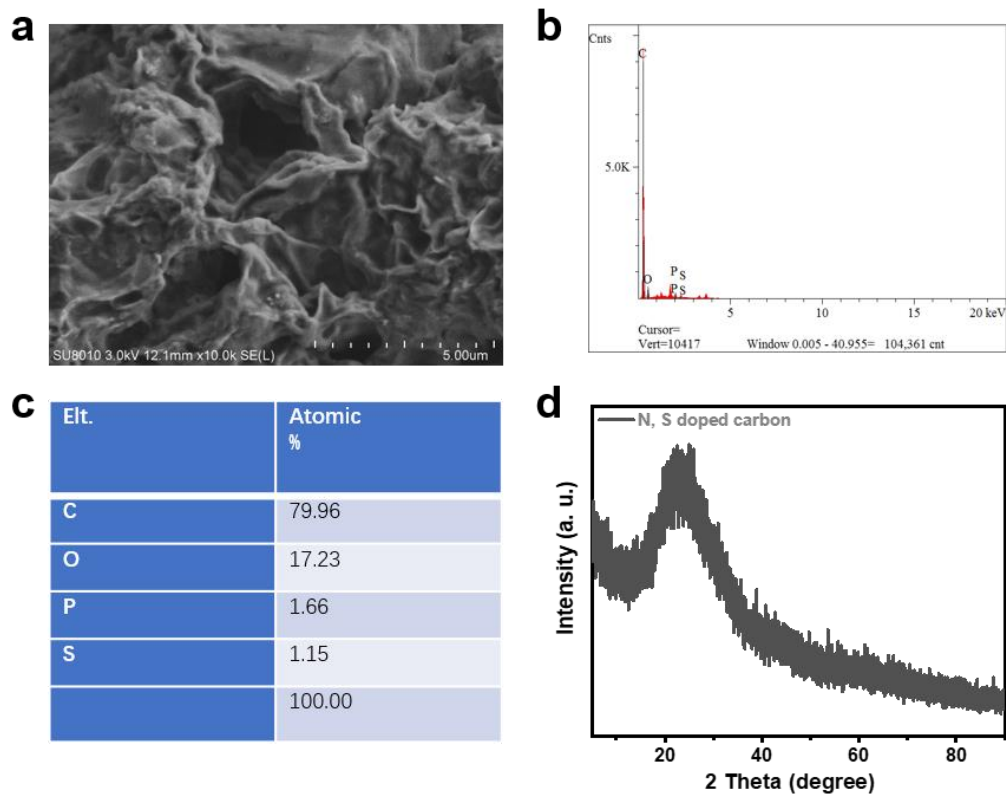 a
SU8010 3.0kV 12.1mm x10.0k SE(L)
5.00um
b
Cnts
C
5.0K
O
P S
P S
5
10
15
20 keV
Cursor=
Vert=10417
Window 0.005 - 40.955= 104,361 cnt
c
Elt.
Atomic
%
C
79.96
O
17.23
P
1.66
S
1.15
100.00
d
N, S doped carbon
Intensity (a. u.)
20
40
60
80
2 Theta (degree)